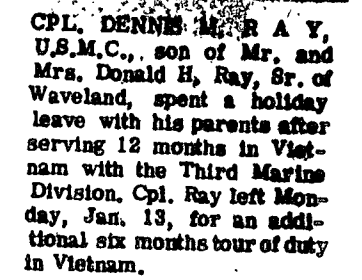 CPL. DENNIS M. R A Y,
U.S.M.C., son of Mr. and
Mrs. Donald H. Ray, Sr. of
Waveland, spent a holiday
leave with his parents after
serving 12 months in Viet-
nam with the Third Marine
Division. Cpl. Ray left Mon-
day, Jan. 13, for an addi-
tional six months tour of duty
in Vietnam.